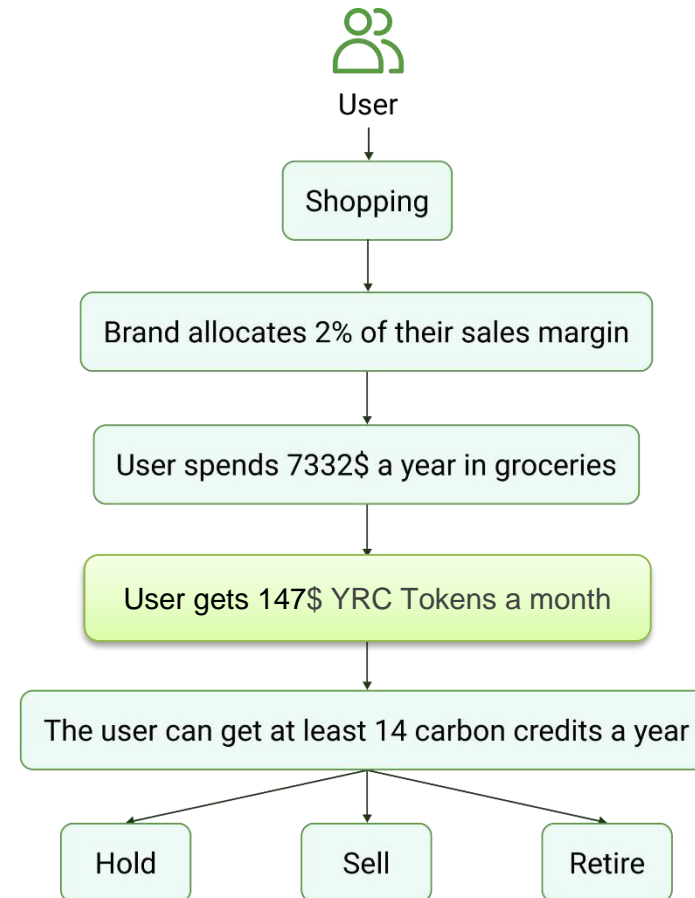 User
Shopping
Brand allocates 2% of their sales margin
User spends 7332$ a year in groceries
User gets 147$ YRC Tokens a month
The user can get at least 14 carbon credits a year
Hold
Sell
Retire